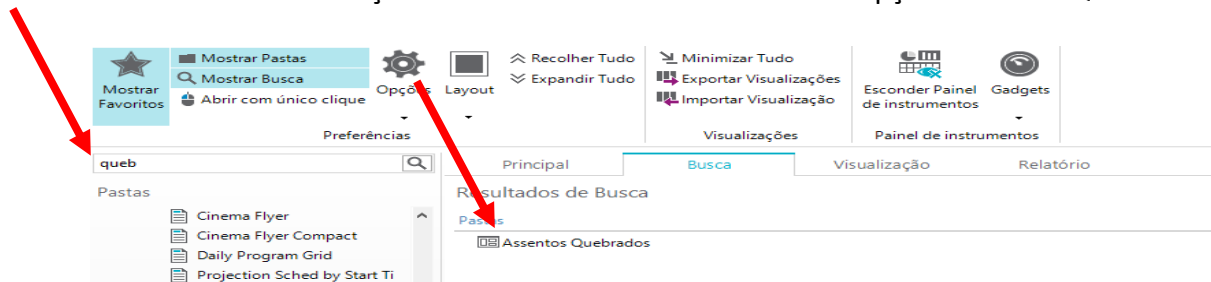 Mostrar Favoritos
Mostrar Pastas
Mostrar Busca
Abrir com único clique
Opções
Layout
Recolher Tudo
Expandir Tudo
Preferências
Minimizar Tudo
Exportar Visualizações
Importar Visualização
Visualizações
Esconder Painel
de instrumentos
Gadgets
Painel de instrumentos
queb
Principal
Busca
Visualização
Relatório
Pastas
Resultados de Busca
Pastas
Cinema Flyer
Cinema Flyer Compact
Daily Program Grid
Projection Sched by Start Ti
Assentos Quebrados